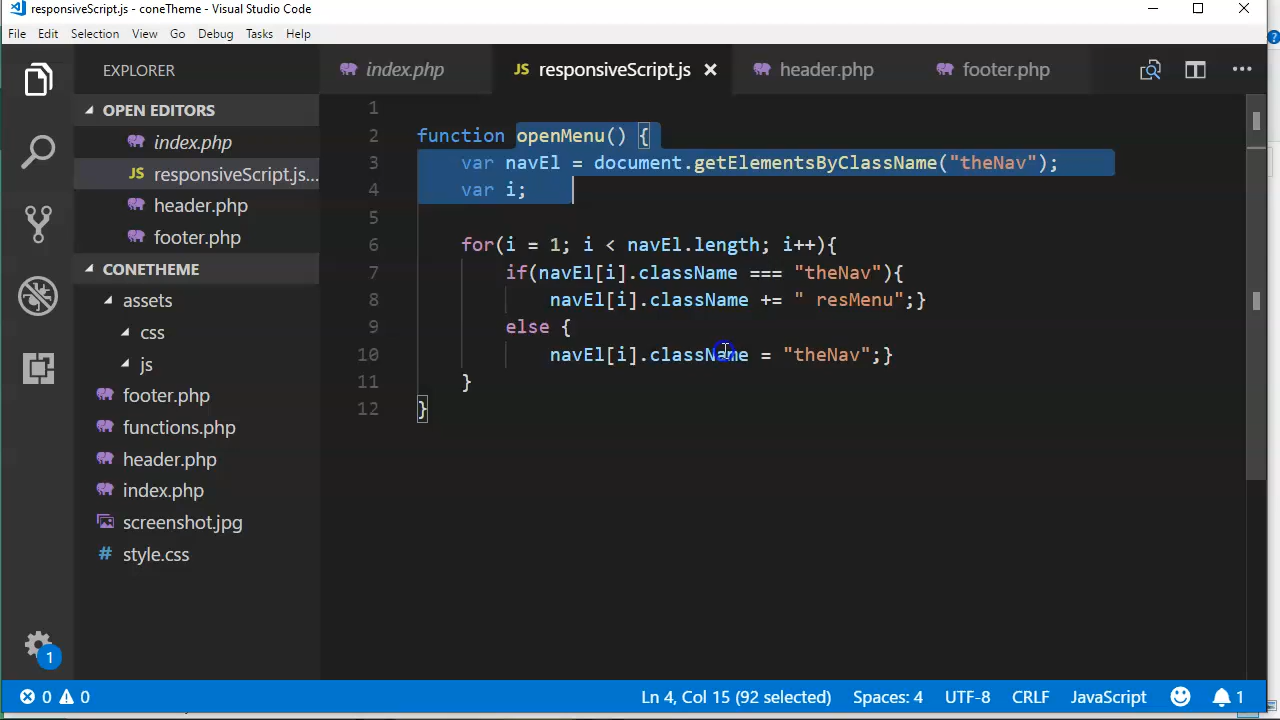 responsiveScript.js - coneTheme - Visual Studio Code
File Edit Selection View Go Debug Tasks Help
EXPLORER
index.php
JS responsiveScript.js
header.php
footer.php
OPEN EDITORS
index.php
JS responsiveScript.js...
header.php
footer.php
CONETHEME
assets
css
js
footer.php
functions.php
header.php
index.php
screenshot.jpg
# style.css
1
2 function openMenu() {
3 var navEl = document.getElementsByClassName("theNav");
4 var i;
5
6 for(i = 1; i < navEl.length; i++){
7 if(navEl[i].className === "theNav"){
8 navEl[i].className += " resMenu";}
9 else {
10 navEl[i].className = "theNav";}
11 }
12 }
1
0 0
Ln 4, Col 15 (92 selected) Spaces: 4 UTF-8 CRLF JavaScript 1